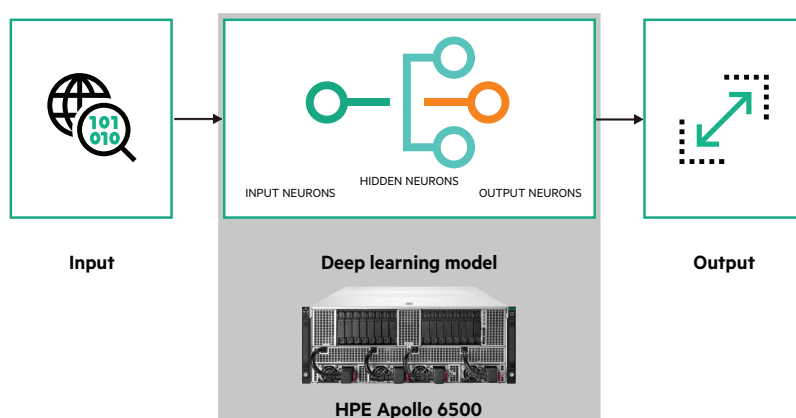 101
010
INPUT NEURONS
HIDDEN NEURONS
OUTPUT NEURONS
Input
Deep learning model
Output
HPE Apollo 6500